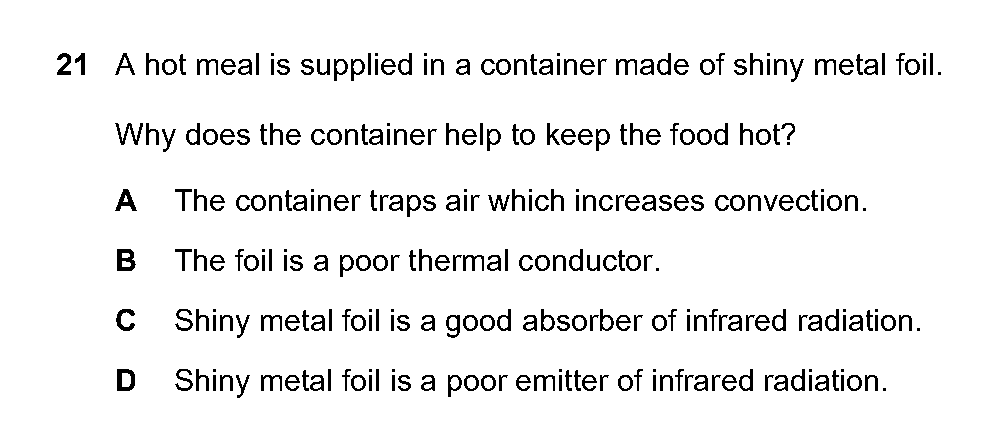 21 A hot meal is supplied in a container made of shiny metal foil.
Why does the container help to keep the food hot?
A The container traps air which increases convection.
B The foil is a poor thermal conductor.
C Shiny metal foil is a good absorber of infrared radiation.
D Shiny metal foil is a poor emitter of infrared radiation.